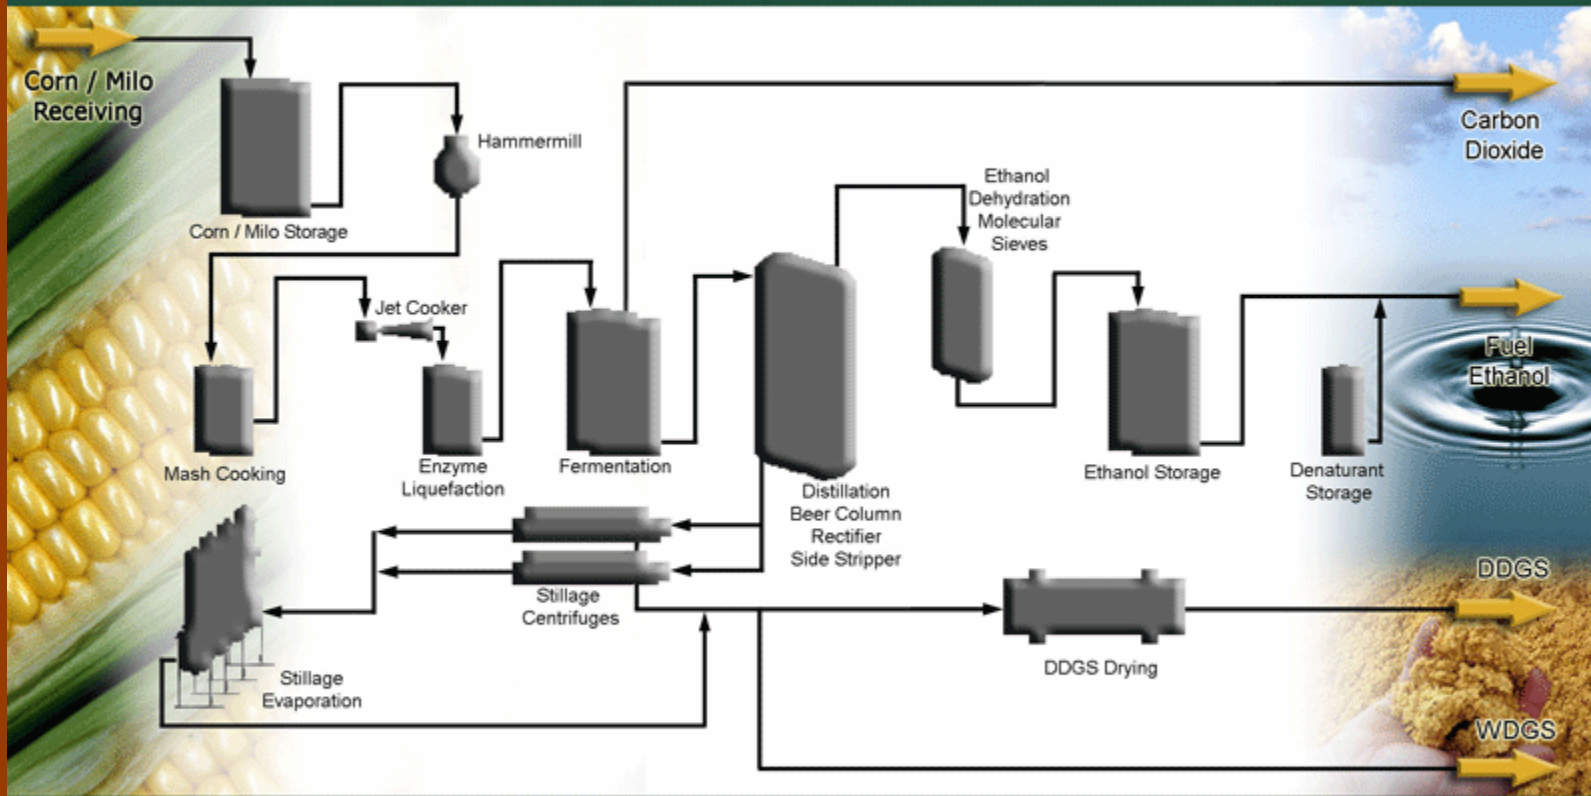 Corn / Milo
Receiving
Corn / Milo Storage
Hammermill
Carbon
Dioxide
Ethanol
Dehydration
Molecular
Sieves
Jet Cooker
Mash Cooking
Enzyme
Liquefaction
Fermentation
Distillation
Beer Column
Rectifier
Side Stripper
Ethanol Storage
Denaturant
Storage
Fuel
Ethanol
Stillage
Centrifuges
Stillage
Evaporation
DDGS Drying
DDGS
WDGS